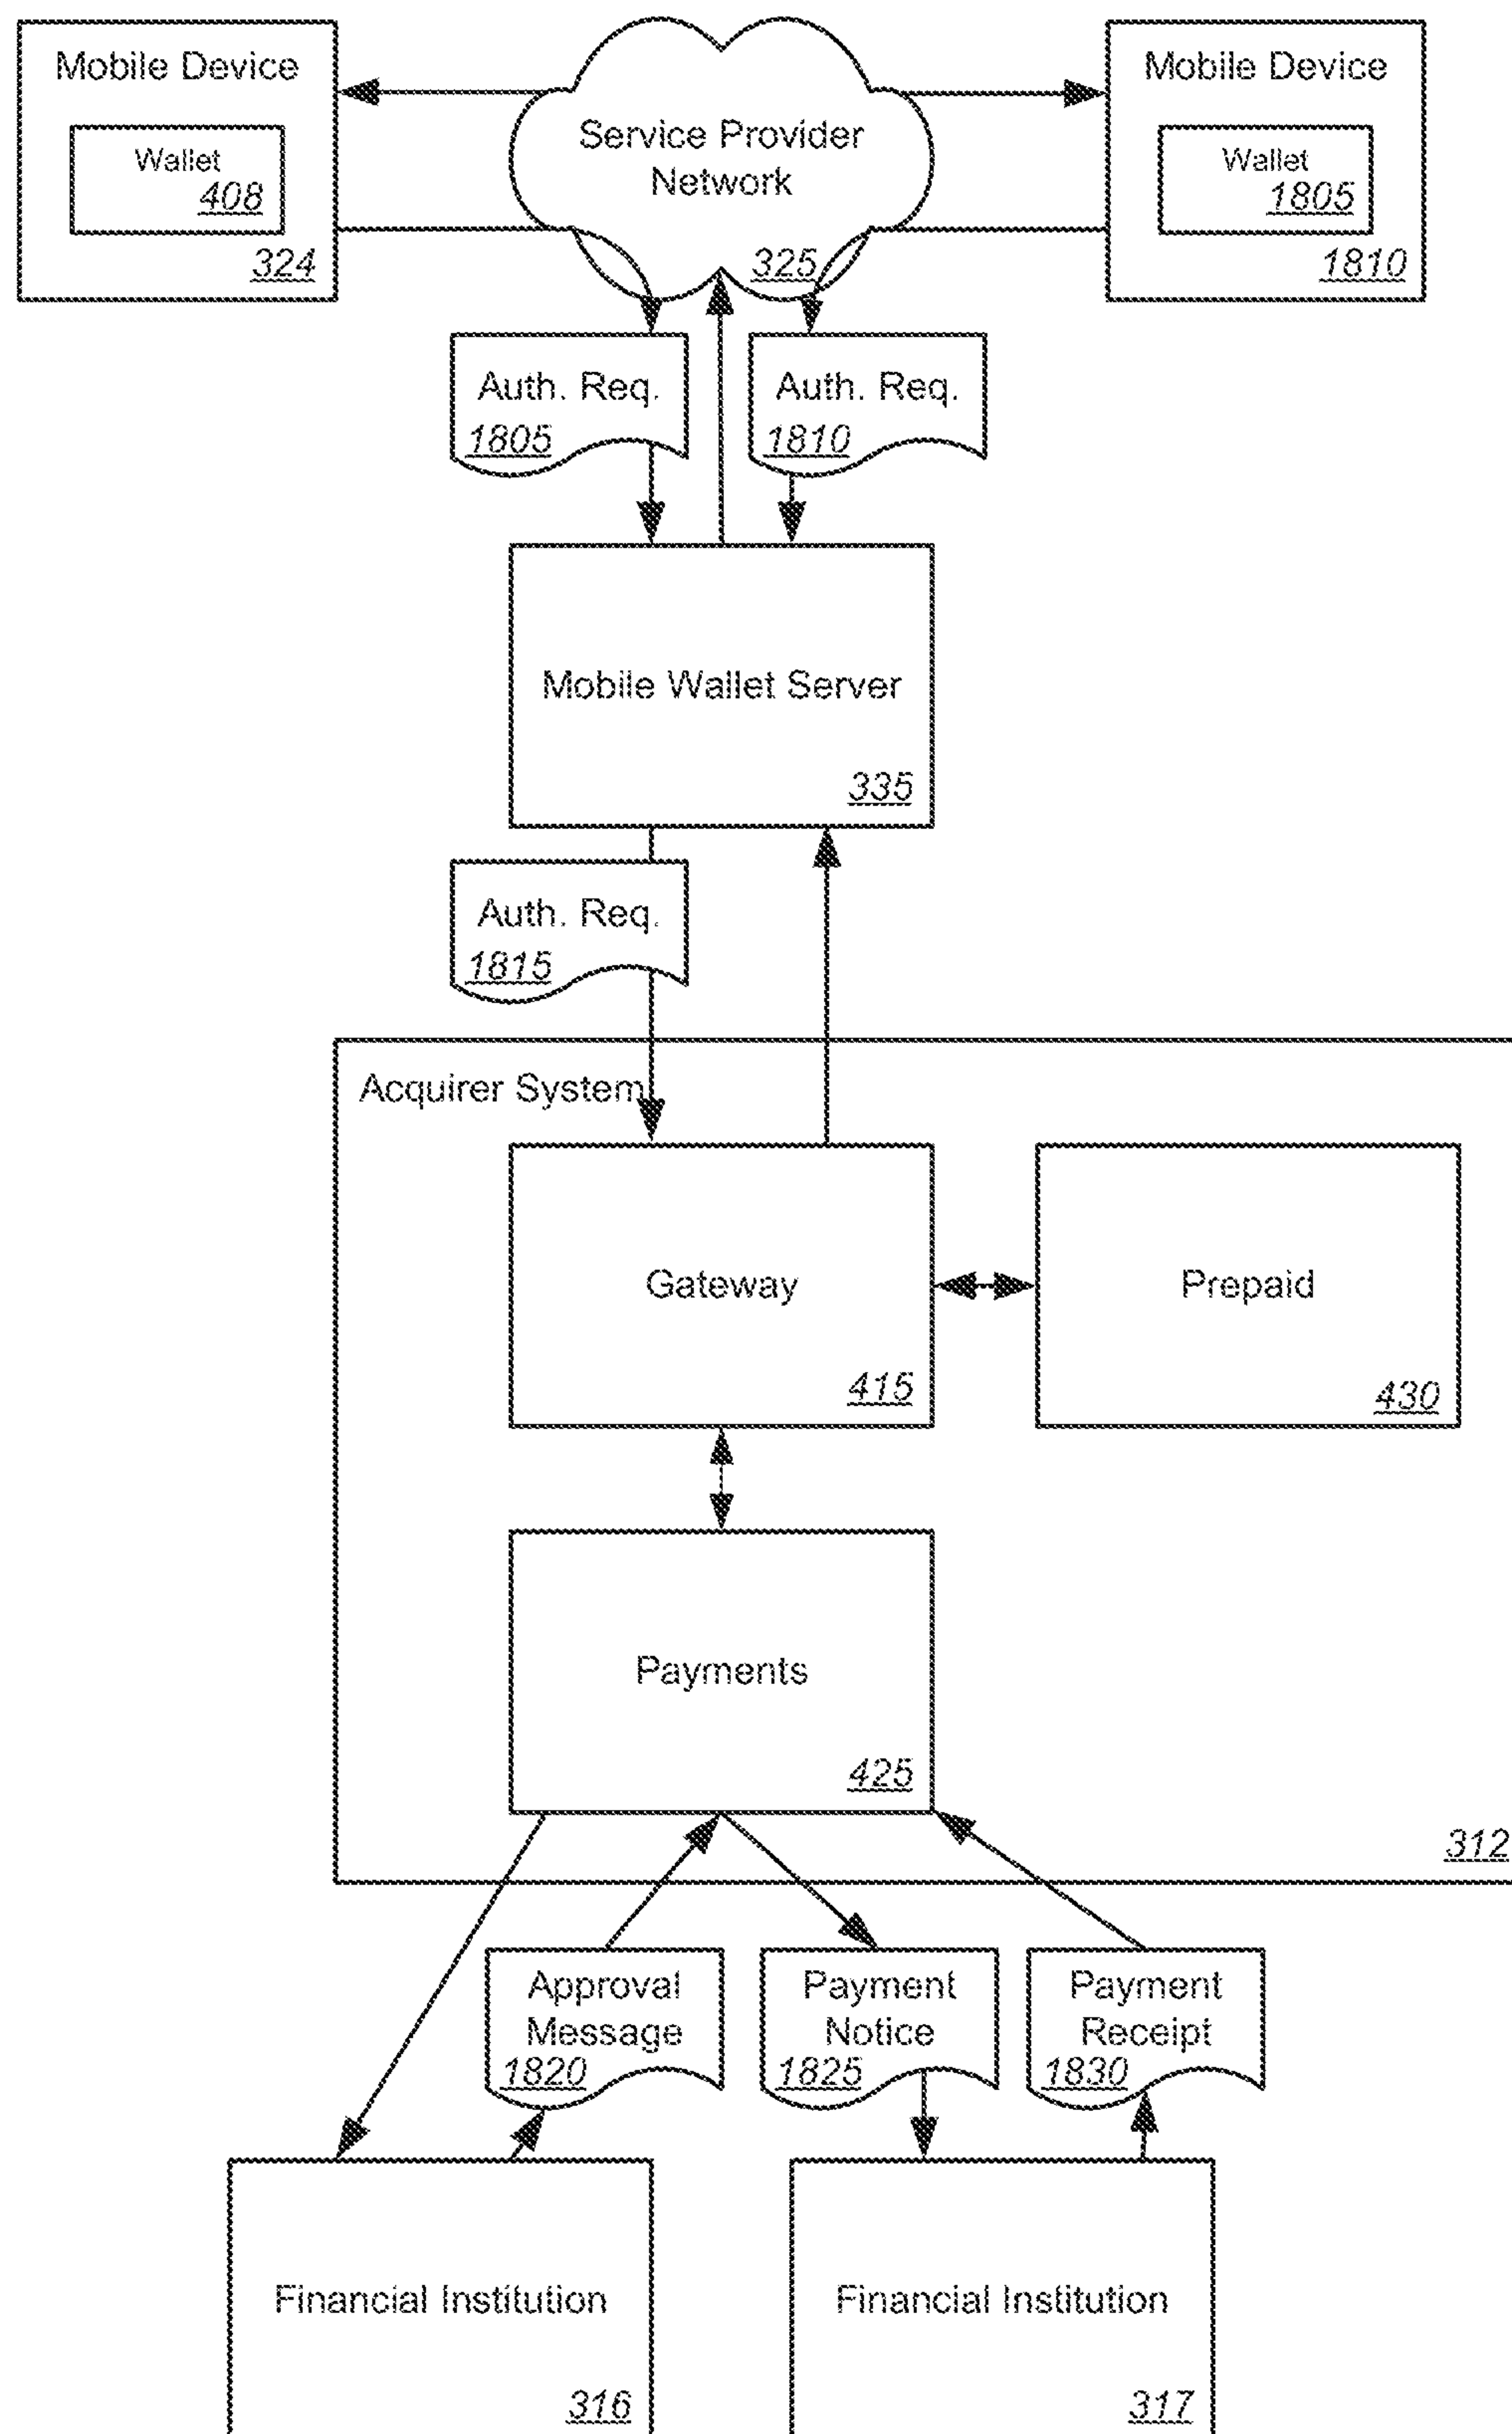 Mobile Device
Wallet
408
324
Service Provider
Network
325
Mobile Device
Wallet
1805
1810
Auth. Req.
1805
Auth. Req.
1810
Mobile Wallet Server
335
Auth. Req.
1815
Acquirer System
Gateway
415
Prepaid
430
Payments
425
312
Approval
Message
1820
Payment
Notice
1825
Payment
Receipt
1830
Financial Institution
316
Financial Institution
317